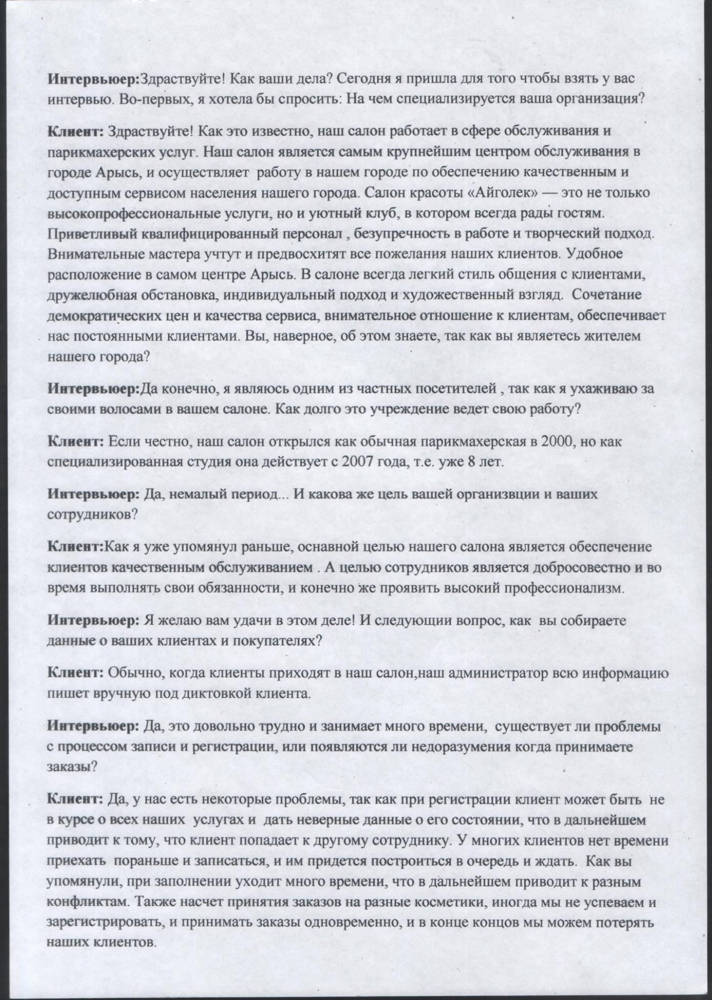 Интервьюер:Здраствуйте! Как ваши дела? Сегодня я пришла для того чтобы взять у вас
интервью. Во-первых, я хотела бы спросить: На чем специализируется ваша организация?
Клиент: Здраствуйте! Как это известно, наш салон работает в сфере обслуживания и
парикмахерских услуг. Наш салон является самым крупнейшим центром обслуживания в
городе Арысь, и осуществляет  работу в нашем городе по обеспечению качественным и
доступным сервисом населения нашего города. Салон красоты «Айголек» — это не только
высокопрофессиональные услуги, но и уютный клуб, в котором всегда рады гостям.
Приветливый квалифицированный персонал , безупречность в работе и творческий подход.
Внимательные мастера учтут и предвосхитят все пожелания наших клиентов. Удобное
расположение в самом центре Арысь. В салоне всегда легкий стиль общения с клиентами,
дружелюбная обстановка, индивидуальный подход и художественный взгляд.  Сочетание
демократических цен и качества сервиса, внимательное отношение к клиентам, обеспечивает
нас постоянными клиентами. Вы, наверное, об этом знаете, так как вы являетесь жителем
нашего города?
Интервьюер:Да конечно, я являюсь одним из частных посетителей , так как я ухаживаю за
своими волосами в вашем салоне. Как долго это учреждение ведет свою работу?
Клиент: Если честно, наш салон открылся как обычная парикмахерская в 2000, но как
специализированная студия она действует с 2007 года, т.е. уже 8 лет.
Интервьюер: Да, немалый период... И какова же цель вашей организвции и ваших
сотрудников?
Клиент:Как я уже упомянул раньше, оснавной целью нашего салона является обеспечение
клиентов качественным обслуживанием . А целью сотрудников является добросовестно и во
время выполнять свои обязанности, и конечно же проявить высокий профессионализм.
Интервьюер: Я желаю вам удачи в этом деле! И следующии вопрос, как  вы собираете
данные о ваших клиентах и покупателях?
Клиент: Обычно, когда клиенты приходят в наш салон,наш администратор всю информацию
пишет вручную под диктовкой клиента.
Интервьюер: Да, это довольно трудно и занимает много времени,  существует ли проблемы
с процессом записи и регистрации, или появляются ли недоразумения когда принимаете
заказы?
Клиент: Да, у нас есть некоторые проблемы, так как при регистрации клиент может быть  не
в курсе о всех наших  услугах и  дать неверные данные о его состоянии, что в дальнейшем
приводит к тому, что клиент попадает к другому сотруднику. У многих клиентов нет времени
приехать  пораньше и записаться, и им придется построиться в очередь и ждать.  Как вы
упомянули, при заполнении уходит много времени, что в дальнейшем приводит к разным
конфликтам. Также насчет принятия заказов на разные косметики, иногда мы не успеваем и
зарегистрировать, и принимать заказы одновременно, и в конце концов мы можем потерять
наших клиентов.